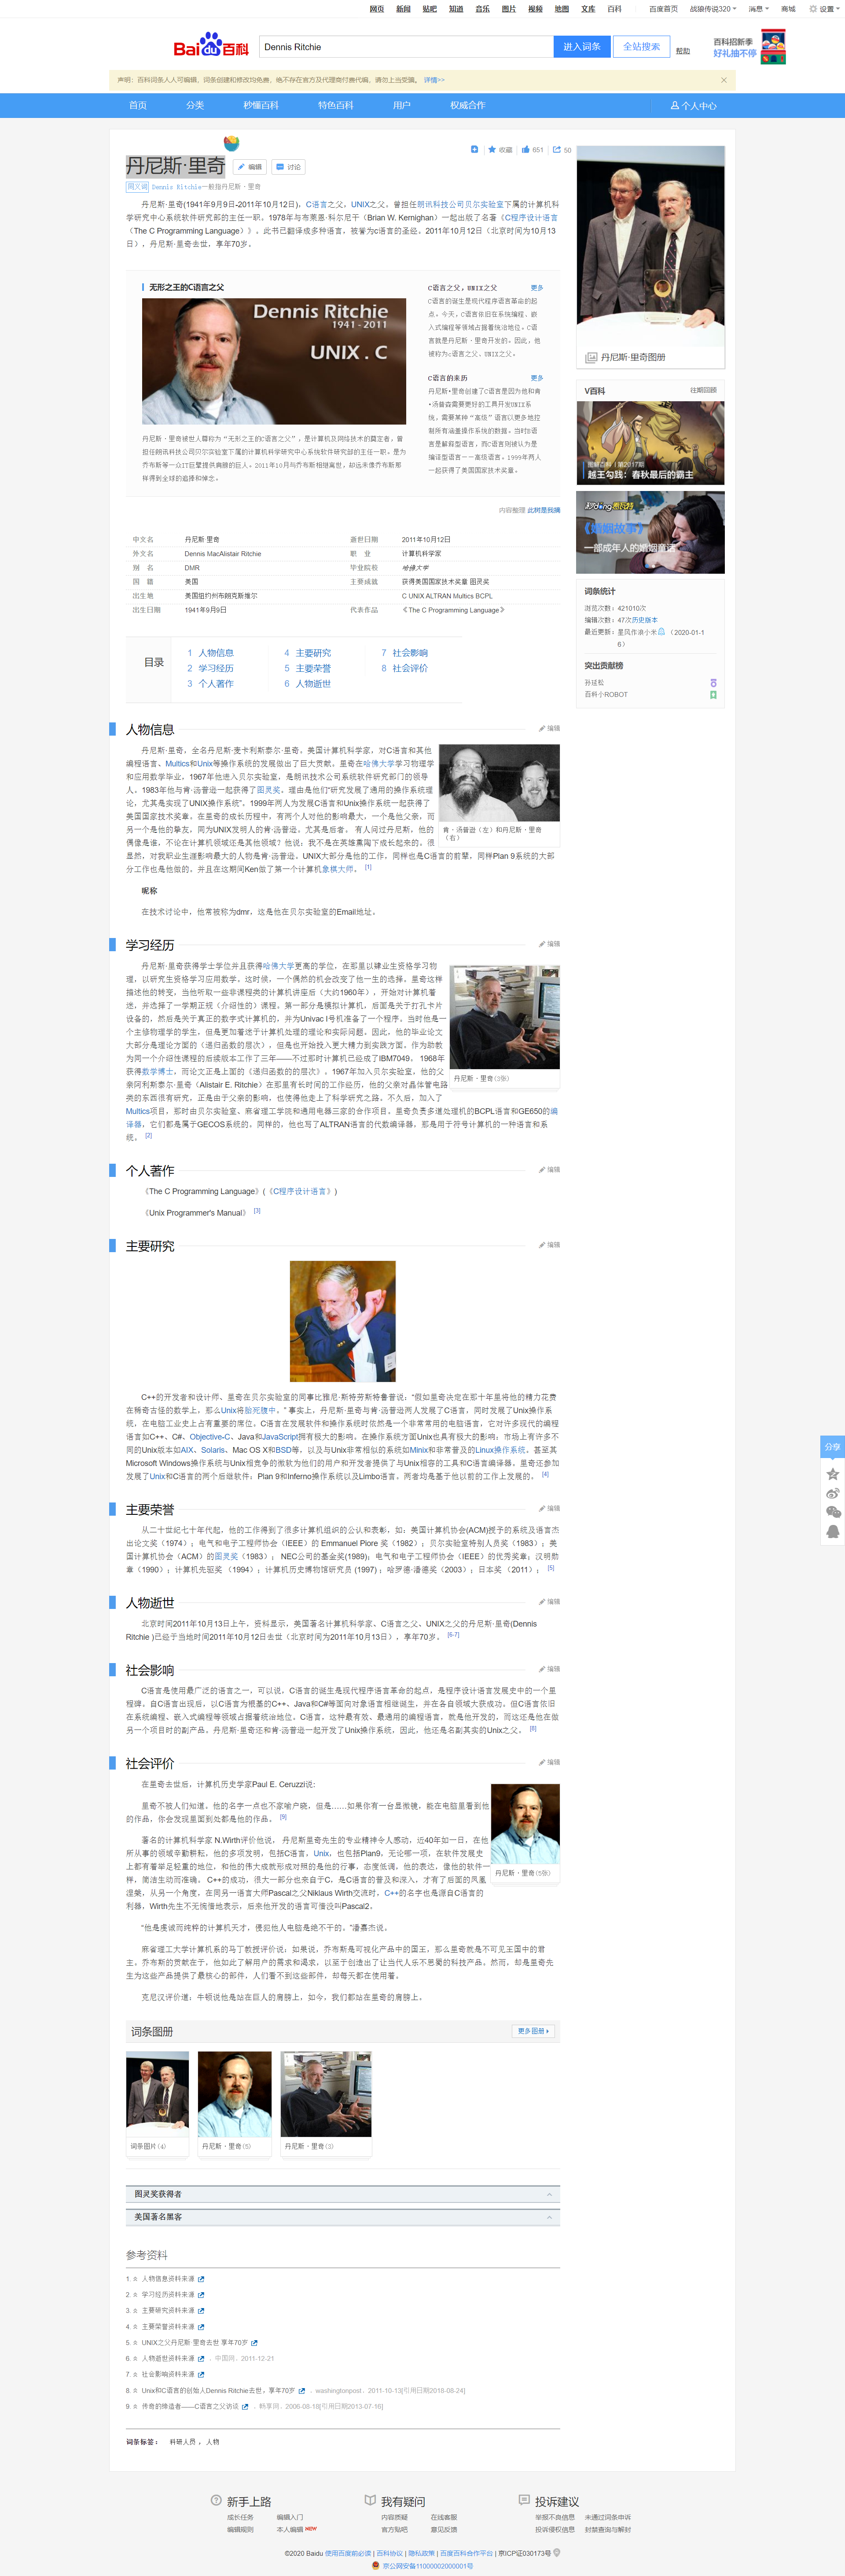 网页 新闻 贴吧 知道 音乐 图片 视频 地图 文库 百科 百度首页 战狼传说320 消息 商城 设置
Bai百科
Dennis Ritchie
进入词条 全站搜索 帮助
百科招新季
好礼抽不停
声明：百科词条人人可编辑，词条创建和修改均免费，绝不存在官方及代理商付费代编，请勿上当受骗。 详情>>
首页 分类 秒懂百科 特色百科 用户 权威合作 个人中心
收藏 651 50
丹尼斯·里奇 编辑 讨论
同义词 Dennis Ritchie一般指丹尼斯·里奇
丹尼斯·里奇(1941年9月9日-2011年10月12日)，C语言之父，UNIX之父。曾担任朗讯科技公司贝尔实验室下属的计算机科
学研究中心系统软件研究部的主任一职。1978年与布莱恩·科尔尼干（Brian W. Kernighan）一起出版了名著《C程序设计语言
（The C Programming Language）》，此书已翻译成多种语言，被誉为c语言的圣经。2011年10月12日（北京时间为10月13
日），丹尼斯·里奇去世，享年70岁。
无形之王的C语言之父
Dennis Ritchie
1941-2011
UNIX . C
丹尼斯·里奇被世人尊称为“无形之王的C语言之父”，是计算机及网络技术的奠定者，曾
担任朗讯科技公司贝尔实验室下属的计算机科学研究中心系统软件研究部的主任一职。是为
乔布斯等一众IT巨擘提供肩膀的巨人。2011年10月与乔布斯相继离世，却远未像乔布斯那
样得到全球的追捧和悼念。
C语言之父，UNIX之父 更多
C语言的诞生是现代程序语言革命的起
点，今天，C语言依旧在系统编程、嵌
入式编程等领域占据着统治地位。C语
言就是丹尼斯·里奇开发的。因此，他
被称为c语言之父、UNIX之父。
C语言的来历 更多
丹尼斯·里奇创建了C语言是因为他和肯
·汤普森需要更好的工具开发UNIX系
统，需要某种“高级”语言以更多地控
制所有涵盖操作系统的数据。当时B语
言是解释型语言，而C语言则被认为是
编译型语言——高级语言。1999年两人
一起获得了美国国家技术奖章。
内容整理 此树是我摘
中文名 丹尼斯·里奇
外文名 Dennis MacAlistair Ritchie
别 名 DMR
国 籍 美国
出生地 美国纽约州布朗克斯维尔
出生日期 1941年9月9日
逝世日期 2011年10月12日
职 业 计算机科学家
毕业院校 哈佛大学
主要成就 获得美国国家技术奖章 图灵奖
C UNIX ALTRAN Multics BCPL
代表作品 《The C Programming Language》
目录
1 人物信息
2 学习经历
3 个人著作
4 主要研究
5 主要荣誉
6 人物逝世
7 社会影响
8 社会评价
丹尼斯·里奇图册
V百科 往期回顾
图解百科 | 第2917期
越王勾践：春秋最后的霸主
《婚姻故事》
一部成年人的婚姻童话
词条统计
浏览次数：421010次
编辑次数：47次历史版本
最近更新：星风作浪小米（2020-01-1
6）
突出贡献榜
孙廷松
百科小ROBOT
人物信息 编辑
丹尼斯·里奇，全名丹尼斯·麦卡利斯泰尔·里奇，美国计算机科学家，对C语言和其他
编程语言、Multics和Unix等操作系统的发展做出了巨大贡献。里奇在哈佛大学学习物理学
和应用数学毕业，1967年他进入贝尔实验室，是朗讯技术公司系统软件研究部门的领导
人。1983年他与肯·汤普逊一起获得了图灵奖。理由是他们“研究发展了通用的操作系统理
论，尤其是实现了UNIX操作系统”。1999年两人为发展C语言和Unix操作系统一起获得了
美国国家技术奖章。在里奇的成长历程中，有两个人对他的影响最大，一个是他父亲，而
另一个是他的挚友，同为UNIX发明人的肯·汤普逊，尤其是后者。有人问过丹尼斯，他的
偶像是谁，不论在计算机领域还是其他领域？他说：我不是在英雄熏陶下成长起来的。很
显然，对我职业生涯影响最大的人物是肯·汤普逊。UNIX大部分是他的工作，同样也是C语言的前辈，同样Plan 9系统的大部
分工作也是他做的。并且在这期间Ken做了第一个计算机象棋大师。 [1]
肯·汤普逊（左）和丹尼斯·里奇
（右）
昵称
在技术讨论中，他常被称为dmr，这是他在贝尔实验室的Email地址。
学习经历 编辑
丹尼斯·里奇获得学士学位并且获得哈佛大学更高的学位，在那里以肄业生资格学习物
理，以研究生资格学习应用数学。这时候，一个偶然的机会改变了他一生的选择。里奇这样
描述他的转变，当他听取一些非课程类的计算机讲座后（大约1960年），开始对计算机着
迷，并选择了一学期正规（介绍性的）课程，第一部分是模拟计算机，后面是关于打孔卡片
设备的，然后是关于真正的数字式计算机的，并为Univac I号机准备了一个程序。当时他是一
个主修物理学的学生，但是更加着迷于计算机处理的理论和实际问题。因此，他的毕业论文
大部分是理论方面的（递归函数的层次），但是也开始投入更大精力到实践方面。作为助教
为同一个介绍性课程的后续版本工作了三年——不过那时计算机已经成了IBM7049。 1968年
获得数学博士，而论文正是上面的《递归函数的的层次》。1967年加入贝尔实验室，他的父
亲阿利斯泰尔·里奇（Alistair E. Ritchie）在那里有长时间的工作经历，他的父亲对晶体管电路
类的东西很有研究，正是由于父亲的影响，也使得他走上了科学研究之路。不久后，加入了
Multics项目，那时由贝尔实验室、麻省理工学院和通用电器三家的合作项目。里奇负责多道处理机的BCPL语言和GE650的编
译器，它们都是属于GECOS系统的。同样的，他也写了ALTRAN语言的代数编译器，那是用于符号计算机的一种语言和系
统。 [2]
丹尼斯·里奇(3张)
个人著作 编辑
《The C Programming Language》(《C程序设计语言》)
《Unix Programmer's Manual》 [3]
主要研究 编辑
C++的开发者和设计师、里奇在贝尔实验室的同事比雅尼·斯特劳斯特鲁普说：“假如里奇决定在那十年里将他的精力花费
在稀奇古怪的数学上，那么Unix将胎死腹中。” 事实上，丹尼斯·里奇与肯·汤普逊两人发展了C语言，同时发展了Unix操作系
统，在电脑工业史上占有重要的席位。C语言在发展软件和操作系统时依然是一个非常常用的电脑语言，它对许多现代的编程
语言如C++、C#、Objective-C、Java和JavaScript拥有极大的影响。在操作系统方面Unix也具有极大的影响：市场上有许多不
同的Unix版本如AIX、Solaris、Mac OS X和BSD等，以及与Unix非常相似的系统如Minix和非常普及的Linux操作系统。甚至其
Microsoft Windows操作系统与Unix相竞争的微软为他们的用户和开发者提供了与Unix相容的工具和C语言编译器。里奇还参加
发展了Unix和C语言的两个后继软件：Plan 9和Inferno操作系统以及Limbo语言。两者均是基于他以前的工作上发展的。 [4]
主要荣誉 编辑
从二十世纪七十年代起，他的工作得到了很多计算机组织的公认和表彰，如：美国计算机协会(ACM)授予的系统及语言杰
出论文奖（1974）；电气和电子工程师协会（IEEE）的 Emmanuel Piore 奖（1982）；贝尔实验室特别人员奖（1983）；美
国计算机协会（ACM）的图灵奖（1983）； NEC公司的基金奖(1989)；电气和电子工程师协会（IEEE）的优秀奖章；汉明勋
章（1990）；计算机先驱奖（1994）；计算机历史博物馆研究员 (1997)；哈罗德·潘德奖（2003）；日本奖（2011）； [5]
人物逝世 编辑
北京时间2011年10月13日上午，资料显示，美国著名计算机科学家、C语言之父、UNIX之父的丹尼斯·里奇(Dennis
Ritchie )已经于当地时间2011年10月12日去世（北京时间为2011年10月13日），享年70岁。 [6-7]
社会影响 编辑
C语言是使用最广泛的语言之一，可以说，C语言的诞生是现代程序语言革命的起点，是程序设计语言发展史中的一个里
程碑。自C语言出现后，以C语言为根基的C++、Java和C#等面向对象语言相继诞生，并在各自领域大获成功。但C语言依旧
在系统编程、嵌入式编程等领域占据着统治地位。C语言，这种最有效、最通用的编程语言，就是他开发的，而这还是他在做
另一个项目时的副产品。丹尼斯·里奇还和肯·汤普逊一起开发了Unix操作系统，因此，他还是名副其实的Unix之父。 [8]
社会评价 编辑
在里奇去世后，计算机历史学家Paul E. Ceruzzi说:
里奇不被人们知道。他的名字一点也不家喻户晓，但是……如果你有一台显微镜，能在电脑里看到他
的作品，你会发现里面到处都是他的作品。 [9]
著名的计算机科学家 N.Wirth评价他说， 丹尼斯里奇先生的专业精神令人感动，近40年如一日，在他
所从事的领域辛勤耕耘，他的多项发明，包括C语言，Unix，也包括Plan9，无论哪一项，在软件发展史
上都有着举足轻重的地位，和他的伟大成就形成对照的是他的行事，态度低调，他的表达，像他的软件一
样，简洁生动而准确。 C++的成功，很大一部分也来自于C，是C语言的普及和深入，才有了后面的凤凰
涅槃，从另一个角度，在同另一语言大师Pascal之父Niklaus Wirth交流时，C++的名字也是源自C语言的
利器，Wirth先生不无惋惜地表示，后来他开发的语言可惜没叫Pascal2。
“他是虔诚而纯粹的计算机天才，便把他人电脑是绝不干的。”潘嘉杰说。
麻省理工大学计算机系的马丁教授评价说，如果说，乔布斯是可视化产品中的国王，那么里奇就是不可见王国中的君
主。乔布斯的贡献在于，他如此了解用户的需求和渴求，以至于创造出了让当代人乐不思蜀的科技产品。然而，却是里奇先
生为这些产品提供了最核心的部件，人们看不到这些部件，却每天都在使用着。
克尼汉评价道，牛顿说他是站在巨人的肩膀上，如今，我们都站在里奇的肩膀上。
丹尼斯·里奇(5张)
词条图册 更多图册
词条图片(4) 丹尼斯·里奇(5) 丹尼斯·里奇(3)
图灵奖获得者
美国著名黑客
参考资料
1. 人物信息资料来源
2. 学习经历资料来源
3. 主要研究资料来源
4. 主要荣誉资料来源
5. UNIX之父丹尼斯·里奇去世 享年70岁
6. 人物逝世资料来源 ．中国网．2011-12-21
7. 社会影响资料来源
8. Unix和C语言的创始人Dennis Ritchie去世，享年70岁 ．washingtonpost．2011-10-13[引用日期2018-08-24]
9. 传奇的缔造者——C语言之父访谈 ．畅享网．2006-08-18[引用日期2013-07-16]
词条标签： 科研人员 ， 人物
新手上路
成长任务 编辑入门
编辑规则 本人编辑 NEW
我有疑问
内容质疑 在线客服
官方贴吧 意见反馈
投诉建议
举报不良信息 未通过词条申诉
投诉侵权信息 封禁查询与解封
©2020 Baidu 使用百度前必读 | 百科协议 | 隐私政策 | 百度百科合作平台 | 京ICP证030173号
京公网安备11000002000001号
分享